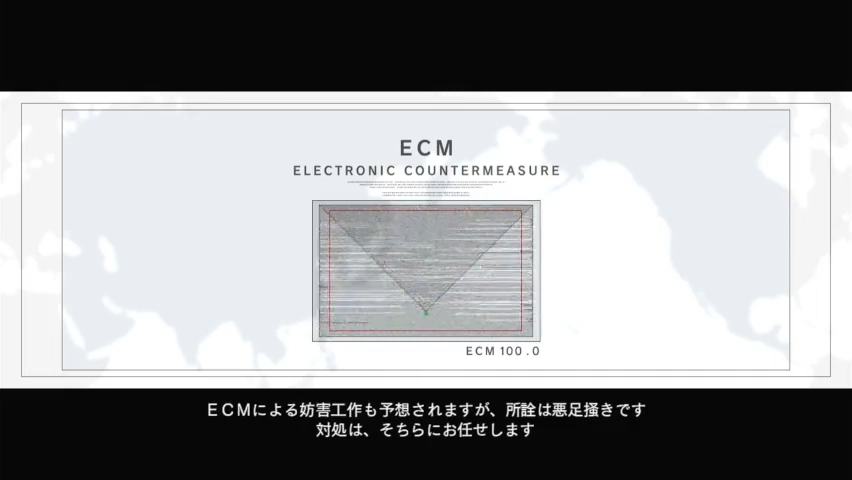 ECM
ELECTRONIC COUNTERMEASURE
ECM 100.0
ＥＣＭによる妨害工作も予想されますが、所詮は悪足掻きです
対処は、そちらにお任せします